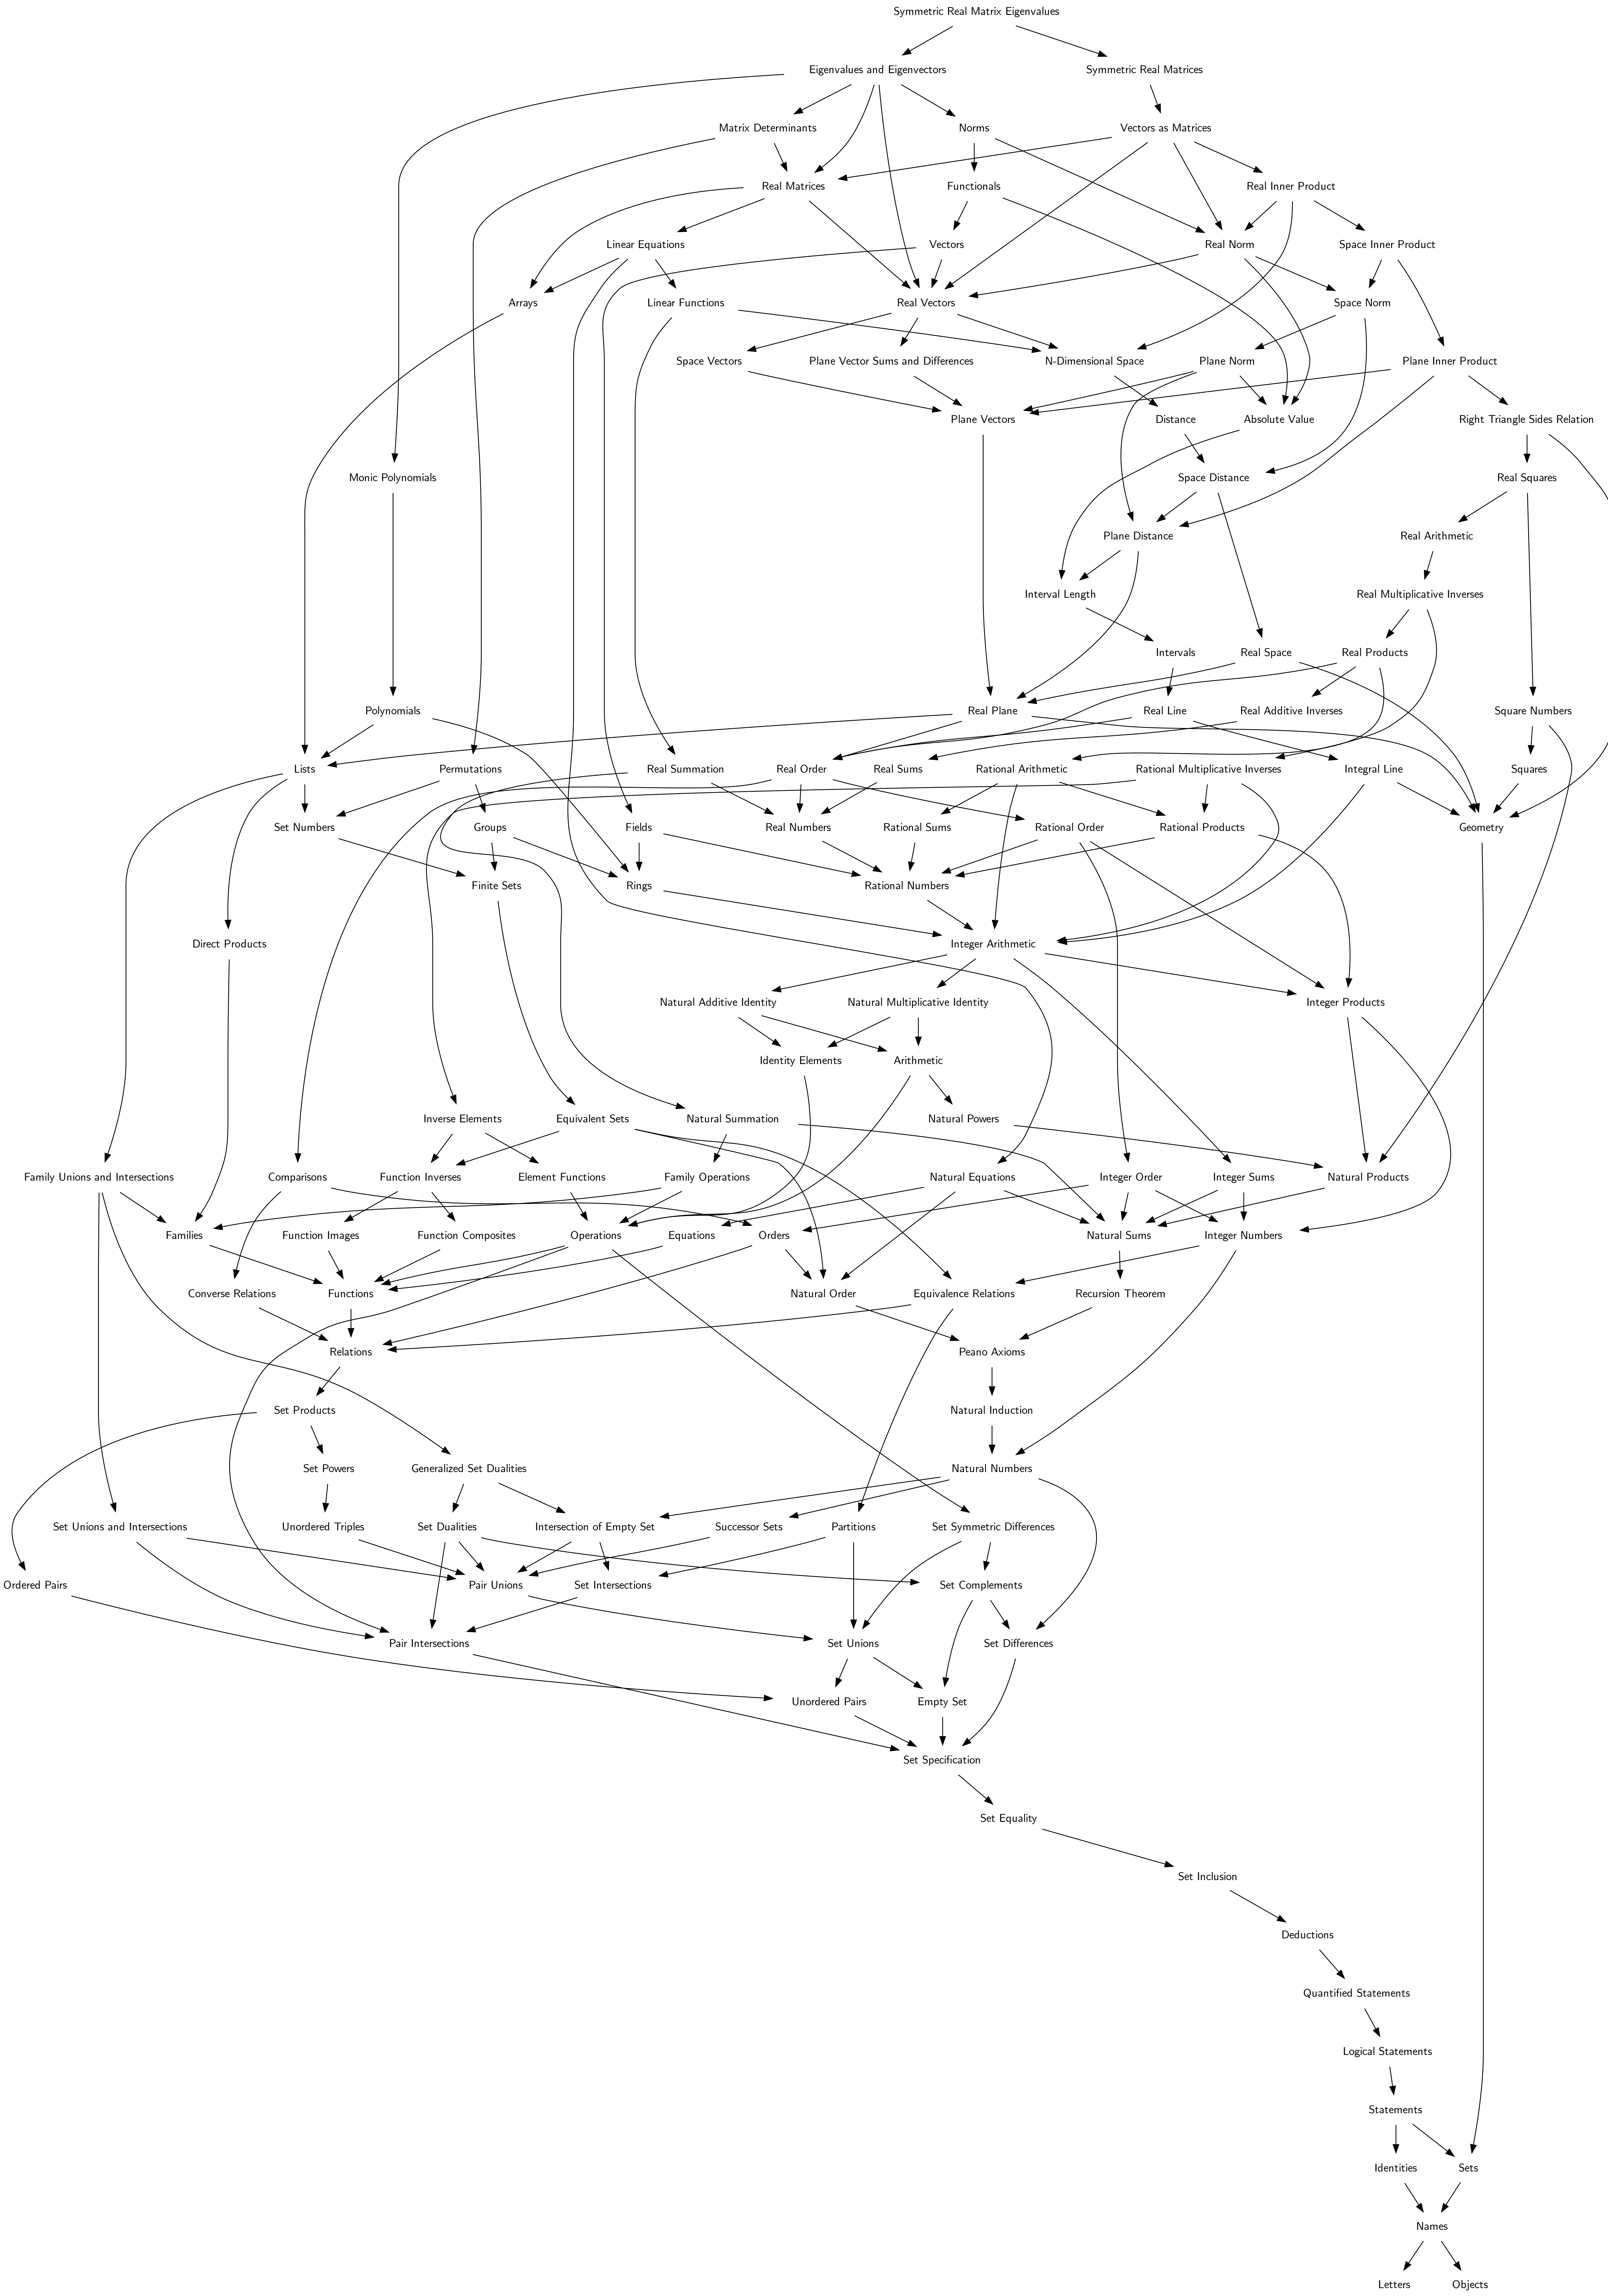 Symmetric Real Matrix Eigenvalues
Eigenvalues and Eigenvectors
Symmetric Real Matrices
Matrix Determinants
Norms
Vectors as Matrices
Real Matrices
Functionals
Real Inner Product
Linear Equations
Vectors
Real Norm
Space Inner Product
Arrays
Linear Functions
Real Vectors
Space Norm
Space Vectors
Plane Vector Sums and Differences
N-Dimensional Space
Plane Norm
Plane Inner Product
Plane Vectors
Distance
Absolute Value
Right Triangle Sides Relation
Monic Polynomials
Space Distance
Real Squares
Plane Distance
Real Arithmetic
Interval Length
Real Multiplicative Inverses
Intervals
Real Space
Real Products
Polynomials
Real Plane
Real Line
Real Additive Inverses
Square Numbers
Lists
Permutations
Real Summation
Real Order
Real Sums
Rational Arithmetic
Rational Multiplicative Inverses
Integral Line
Squares
Set Numbers
Groups
Fields
Real Numbers
Rational Sums
Rational Order
Rational Products
Geometry
Finite Sets
Rings
Rational Numbers
Direct Products
Integer Arithmetic
Natural Additive Identity
Natural Multiplicative Identity
Integer Products
Identity Elements
Arithmetic
Inverse Elements
Equivalent Sets
Natural Summation
Natural Powers
Family Unions and Intersections
Comparisons
Function Inverses
Element Functions
Family Operations
Natural Equations
Integer Order
Integer Sums
Natural Products
Families
Function Images
Function Composites
Operations
Equations
Orders
Natural Sums
Integer Numbers
Converse Relations
Functions
Natural Order
Equivalence Relations
Recursion Theorem
Relations
Peano Axioms
Set Products
Natural Induction
Set Powers
Generalized Set Dualities
Natural Numbers
Set Unions and Intersections
Unordered Triples
Set Dualities
Intersection of Empty Set
Successor Sets
Partitions
Set Symmetric Differences
Ordered Pairs
Pair Unions
Set Intersections
Set Complements
Pair Intersections
Set Unions
Set Differences
Unordered Pairs
Empty Set
Set Specification
Set Equality
Set Inclusion
Deductions
Quantified Statements
Logical Statements
Statements
Identities
Sets
Names
Letters
Objects